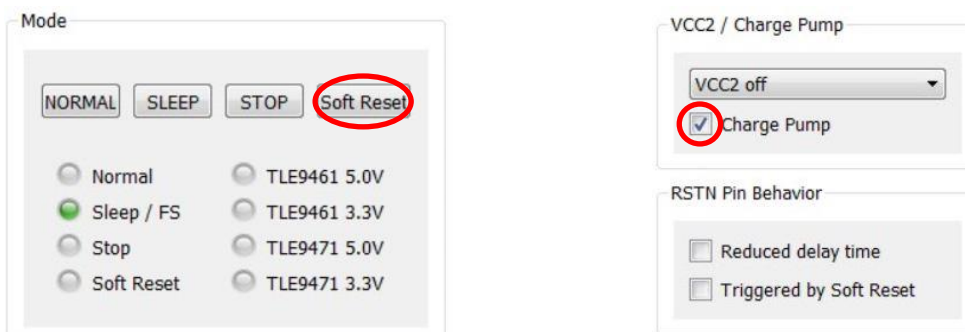 Mode
NORMAL SLEEP STOP Soft Reset
Normal TLE9461 5.0V
Sleep / FS TLE9461 3.3V
Stop TLE9471 5.0V
Soft Reset TLE9471 3.3V
VCC2 / Charge Pump
VCC2 off
Charge Pump
RSTN Pin Behavior
Reduced delay time
Triggered by Soft Reset